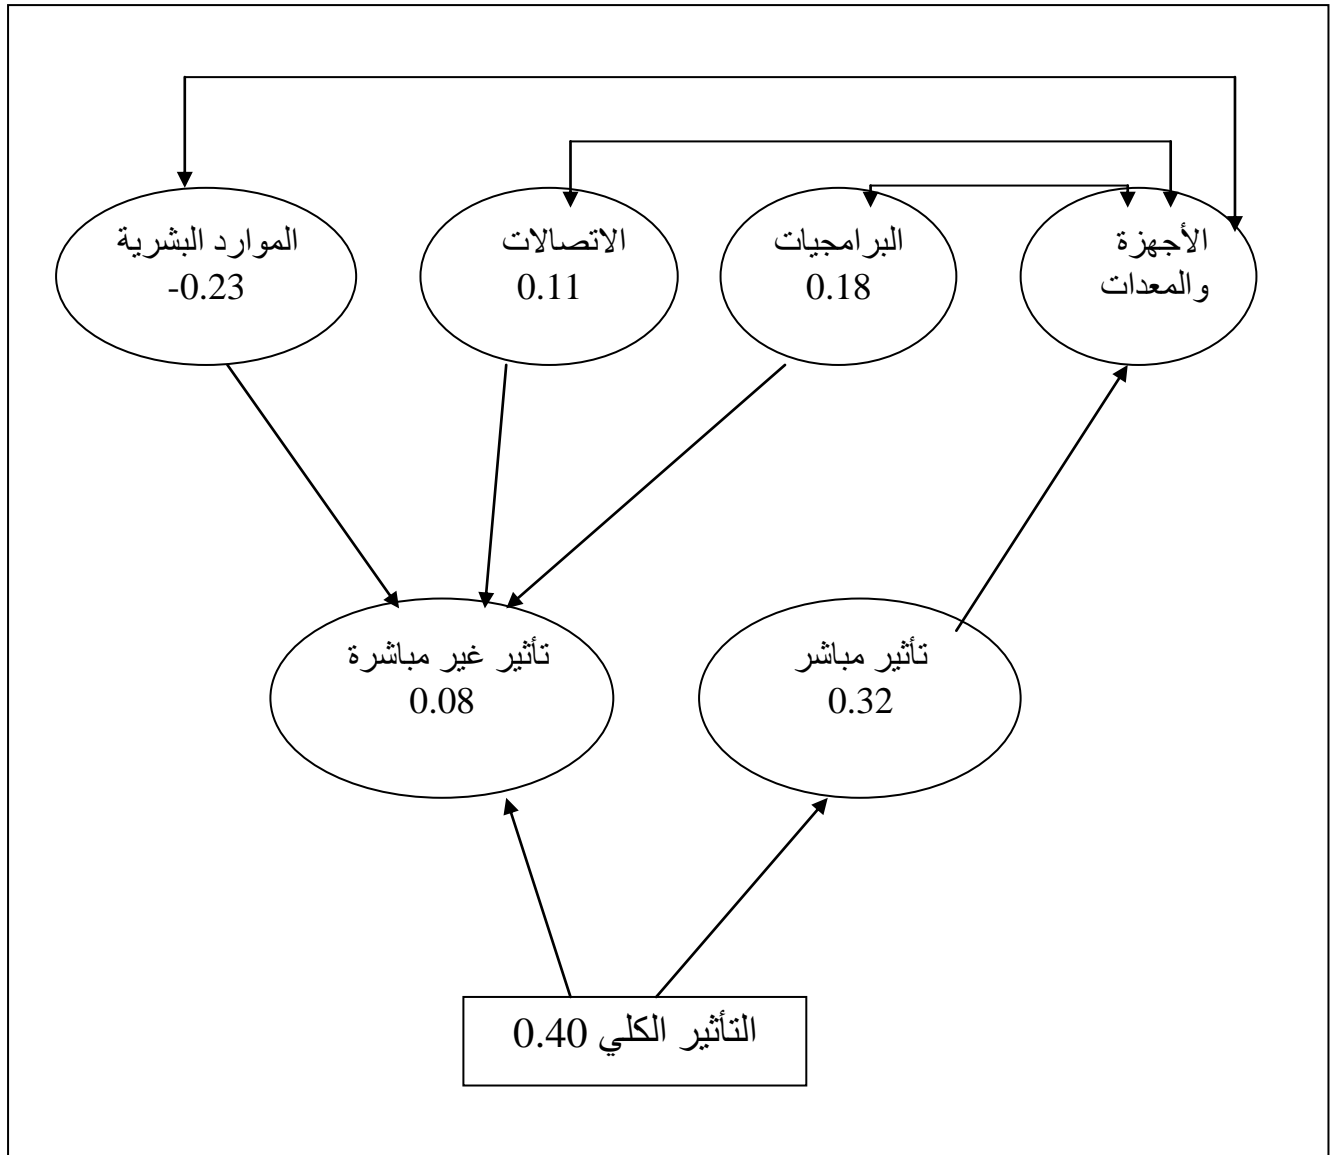 الأجهزة
والمعدات
البرامجيات
0.18
الاتصالات
0.11
الموارد البشرية
-0.23
تأثير مباشر
0.32
تأثير غير مباشرة
0.08
التأثير الكلي 0.40